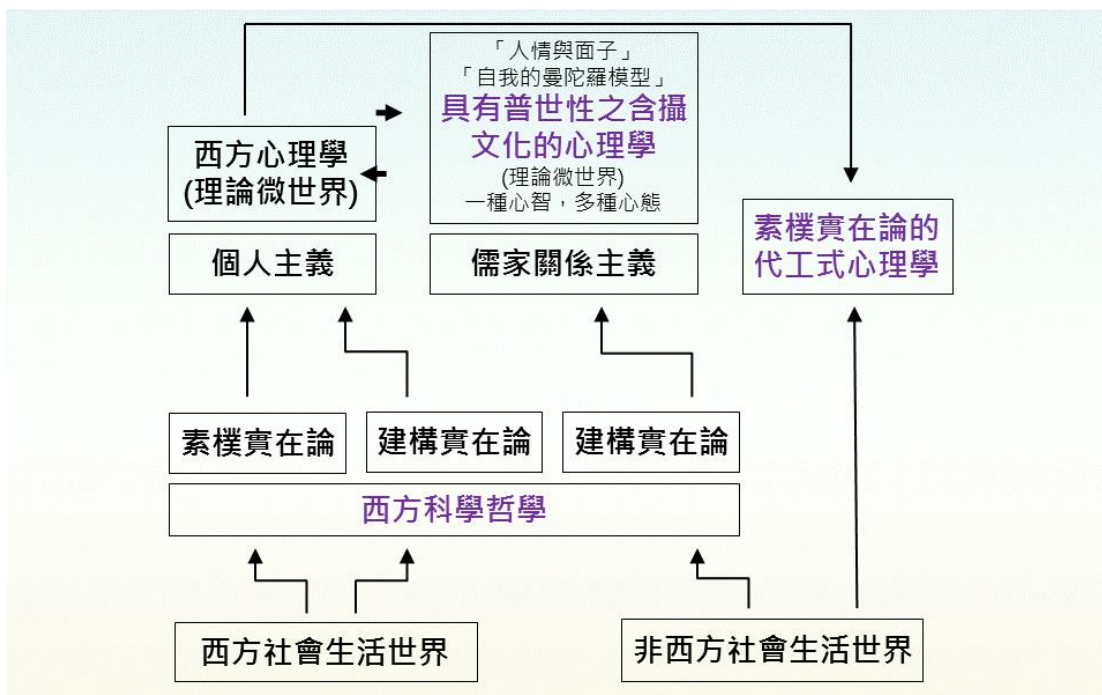 「人情與面子」
「自我的曼陀羅模型」
具有普世性之含攝
文化的心理學
(理論微世界)
一種心智，多種心態
西方心理學
(理論微世界)
素樸實在論的
代工式心理學
個人主義
儒家關係主義
素樸實在論
建構實在論
建構實在論
西方科學哲學
西方社會生活世界
非西方社會生活世界